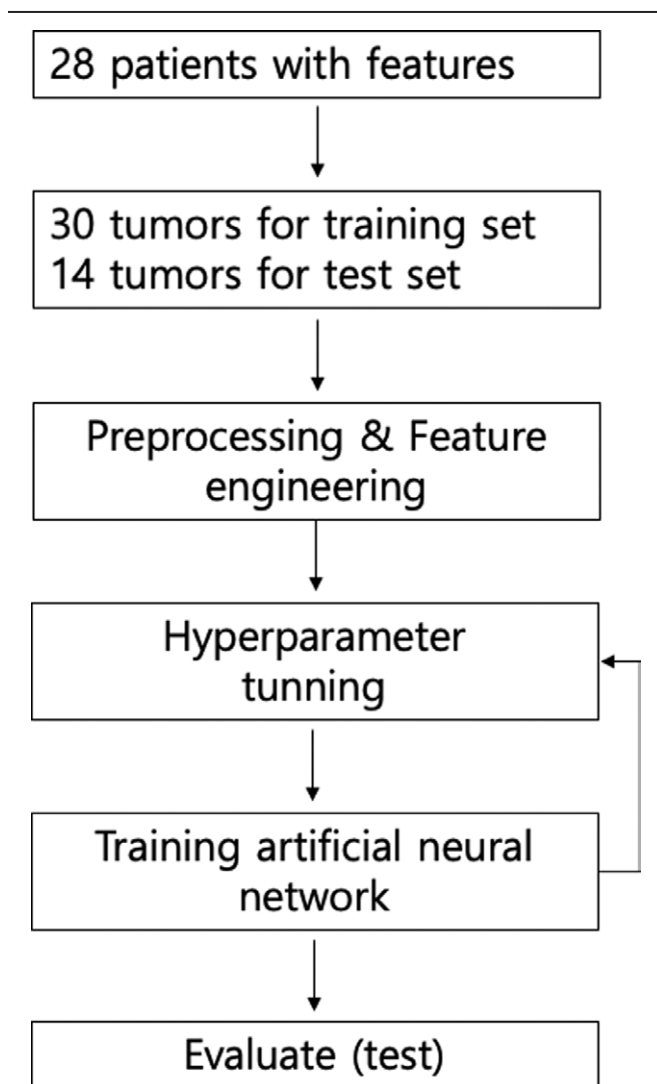 28 patients with features
30 tumors for training set
14 tumors for test set
Preprocessing & Feature
engineering
Hyperparameter
tunning
Training artificial neural
network
Evaluate (test)